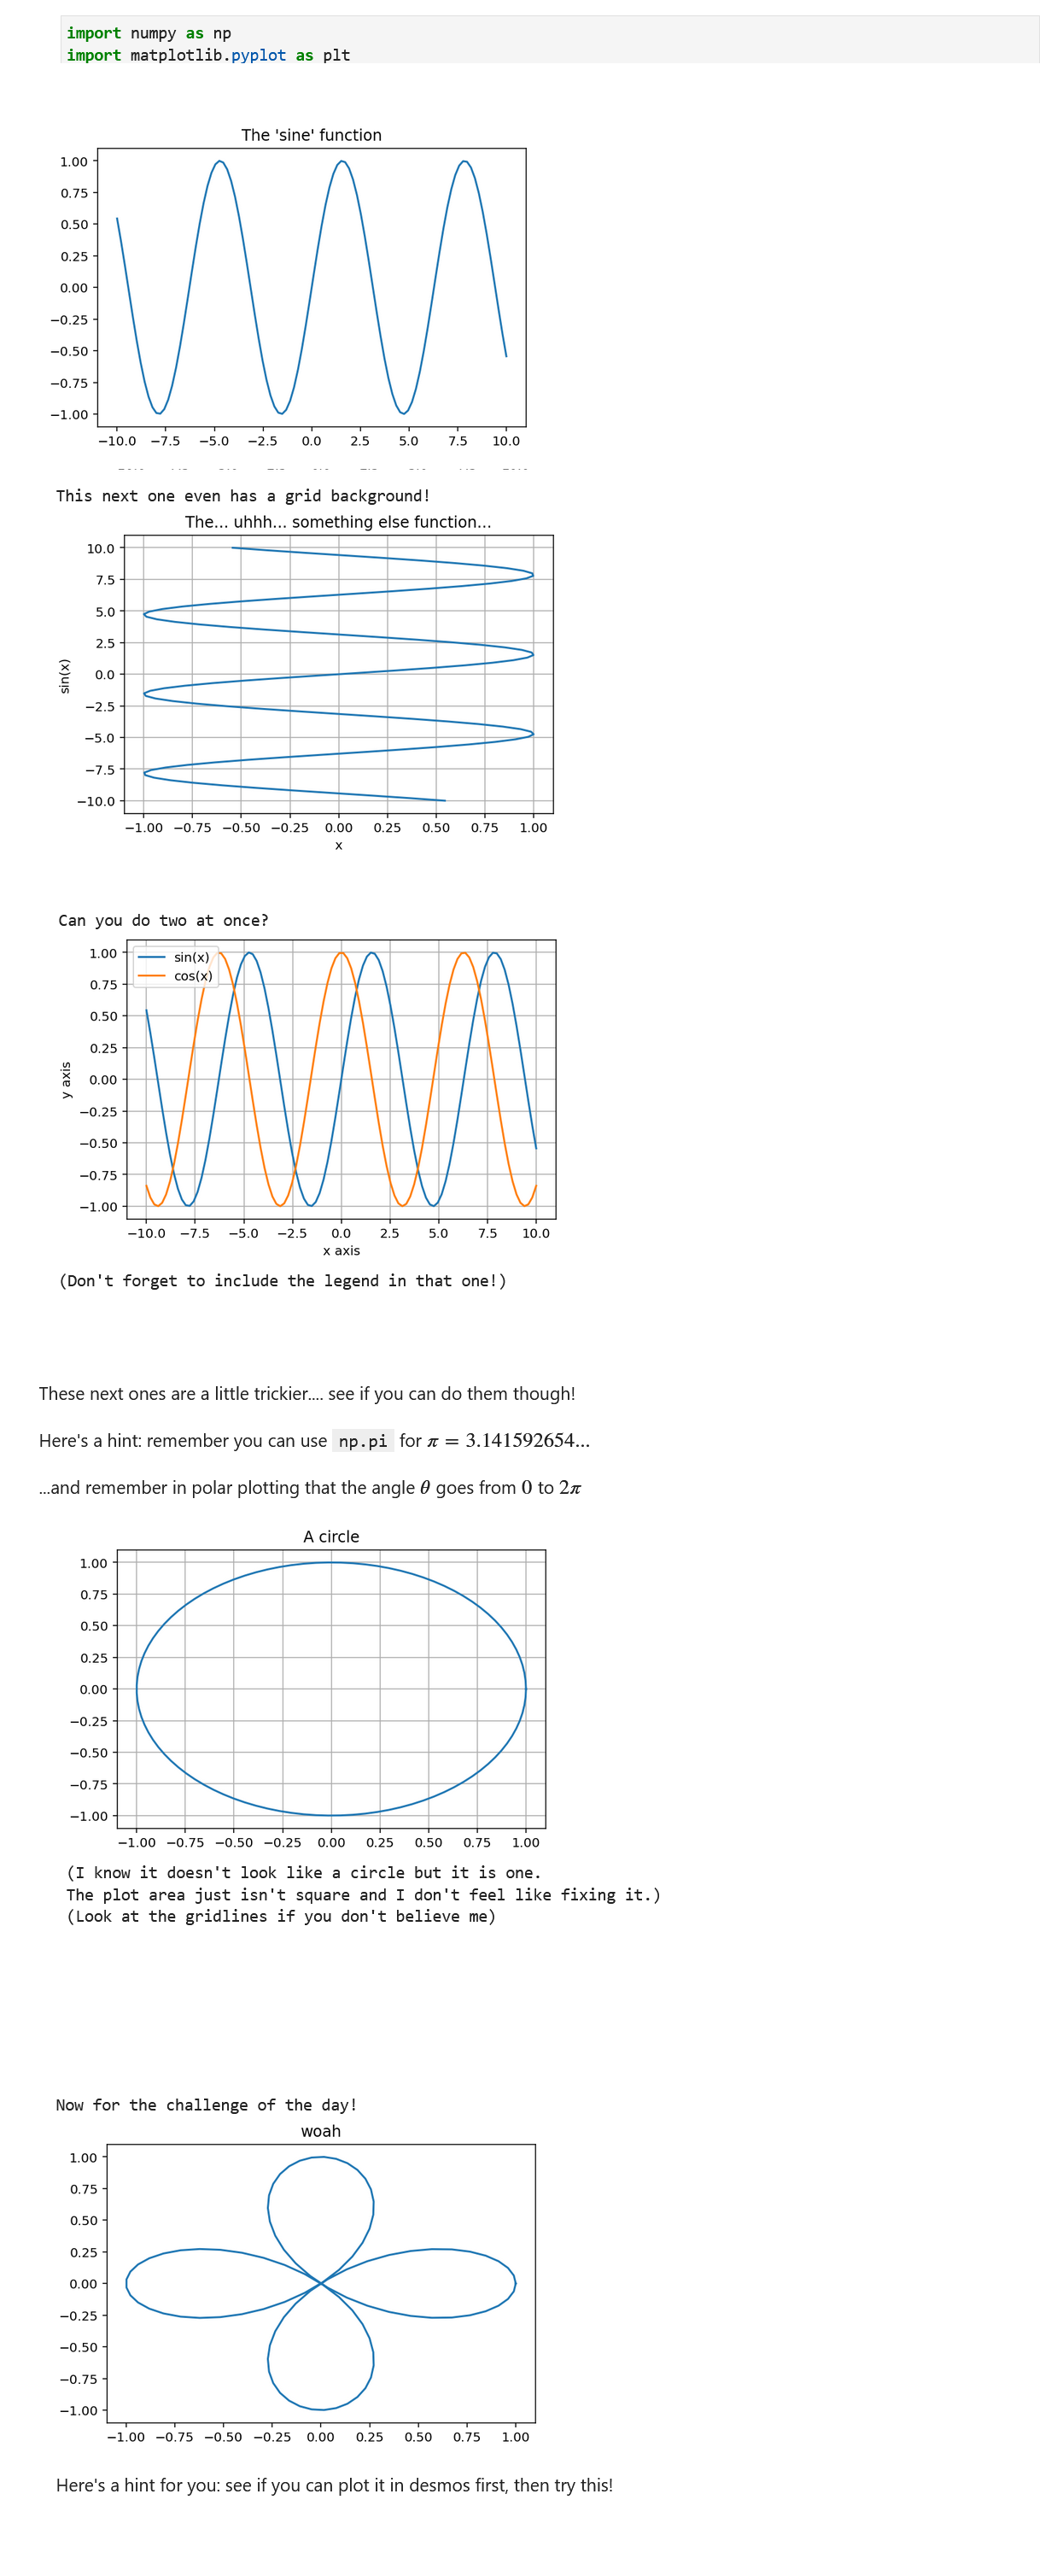 import numpy as np
import matplotlib.pyplot as plt
The 'sine' function
1.00
0.75
0.50
0.25
0.00
−0.25
−0.50
−0.75
−1.00
−10.0 −7.5 −5.0 −2.5 0.0 2.5 5.0 7.5 10.0
This next one even has a grid background!
The... uhhh... something else function...
10.0
7.5
5.0
2.5
0.0
−2.5
−5.0
−7.5
−10.0
sin(x)
−1.00 −0.75 −0.50 −0.25 0.00 0.25 0.50 0.75 1.00
x
Can you do two at once?
sin(x)
cos(x)
1.00
0.75
0.50
0.25
0.00
−0.25
−0.50
−0.75
−1.00
y axis
−10.0 −7.5 −5.0 −2.5 0.0 2.5 5.0 7.5 10.0
x axis
(Don't forget to include the legend in that one!)
These next ones are a little trickier.... see if you can do them though!
Here's a hint: remember you can use np.pi for π = 3.141592654...
...and remember in polar plotting that the angle θ goes from 0 to 2π
A circle
1.00
0.75
0.50
0.25
0.00
−0.25
−0.50
−0.75
−1.00
−1.00 −0.75 −0.50 −0.25 0.00 0.25 0.50 0.75 1.00
(I know it doesn't look like a circle but it is one.
The plot area just isn't square and I don't feel like fixing it.)
(Look at the gridlines if you don't believe me)
Now for the challenge of the day!
woah
1.00
0.75
0.50
0.25
0.00
−0.25
−0.50
−0.75
−1.00
−1.00 −0.75 −0.50 −0.25 0.00 0.25 0.50 0.75 1.00
Here's a hint for you: see if you can plot it in desmos first, then try this!